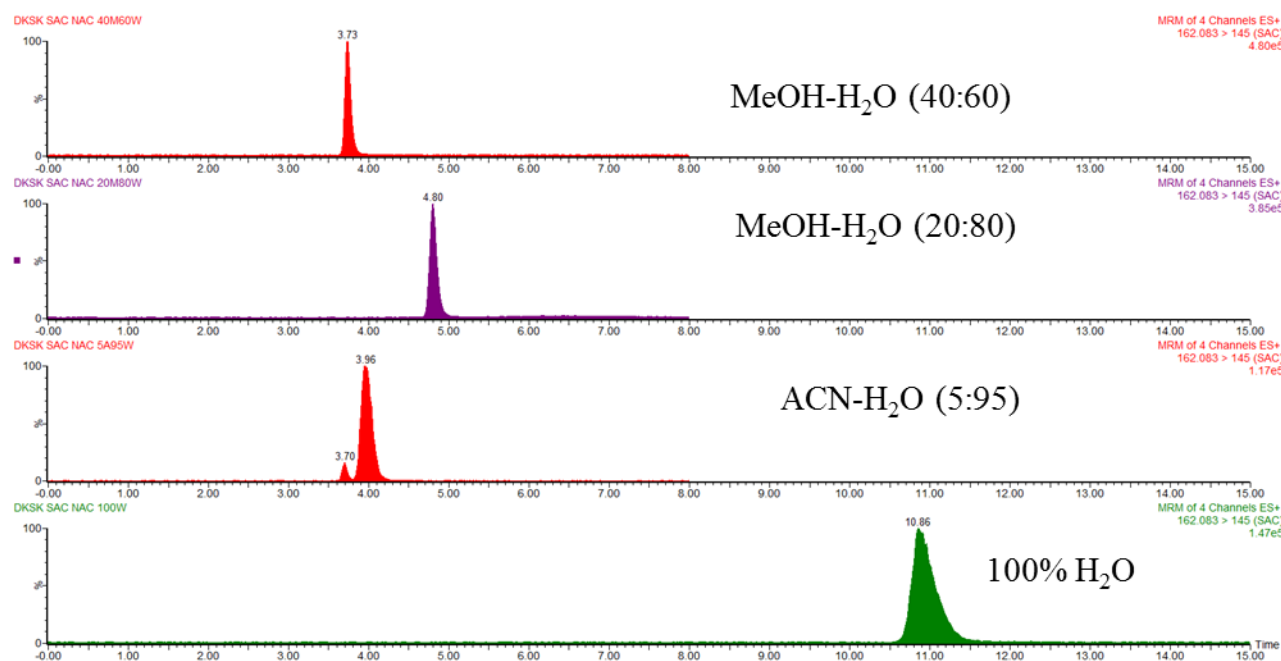 DKSK SAC NAC 40M60W
MRM of 4 Channels ES+
162.083 > 145 (SAC)
4.80e5
100
3.73
MeOH-H₂O (40:60)
%
0
-0.00 1.00 2.00 3.00 4.00 5.00 6.00 7.00 8.00 9.00 10.00 11.00 12.00 13.00 14.00 15.00
DKSK SAC NAC 20M80W
MRM of 4 Channels ES+
162.083 > 145 (SAC)
3.85e5
100
4.80
MeOH-H₂O (20:80)
%
0
-0.00 1.00 2.00 3.00 4.00 5.00 6.00 7.00 8.00 9.00 10.00 11.00 12.00 13.00 14.00 15.00
DKSK SAC NAC 5A95W
MRM of 4 Channels ES+
162.083 > 145 (SAC)
1.17e5
100
3.96
ACN-H₂O (5:95)
%
3.70
0
-0.00 1.00 2.00 3.00 4.00 5.00 6.00 7.00 8.00 9.00 10.00 11.00 12.00 13.00 14.00 15.00
DKSK SAC NAC 100W
MRM of 4 Channels ES+
162.083 > 145 (SAC)
1.47e5
100
10.86
100% H₂O
%
0
Time
-0.00 1.00 2.00 3.00 4.00 5.00 6.00 7.00 8.00 9.00 10.00 11.00 12.00 13.00 14.00 15.00